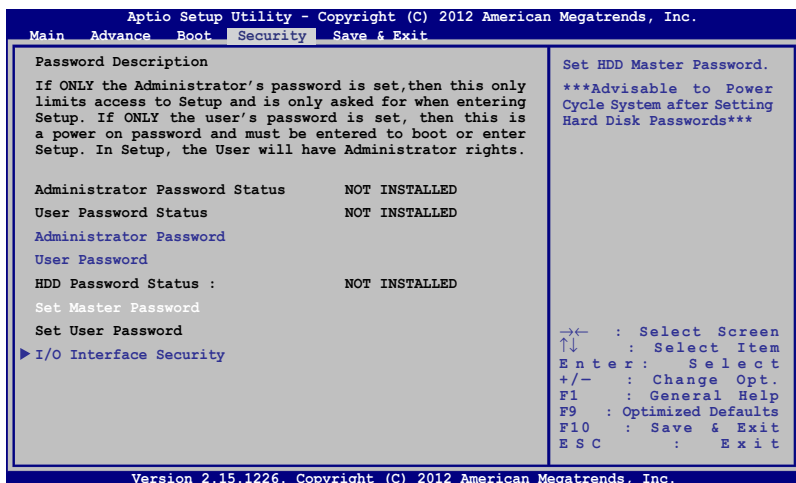 Aptio Setup Utility - Copyright (C) 2012 American Megatrends, Inc.
Main Advance Boot Security Save & Exit
Password Description
If ONLY the Administrator's password is set,then this only
limits access to Setup and is only asked for when entering
Setup. If ONLY the user's password is set, then this is
a power on password and must be entered to boot or enter
Setup. In Setup, the User will have Administrator rights.
Administrator Password Status NOT INSTALLED
User Password Status NOT INSTALLED
Administrator Password
User Password
HDD Password Status : NOT INSTALLED
Set Master Password
Set User Password
I/O Interface Security
Set HDD Master Password.
***Advisable to Power
Cycle System after Setting
Hard Disk Passwords***
→← : Select Screen
↑↓ : Select Item
Enter: Select
+/— : Change Opt.
F1 : General Help
F9 : Optimized Defaults
F10 : Save & Exit
ESC : Exit
Version 2.15.1226. Copyright (C) 2012 American Megatrends, Inc.